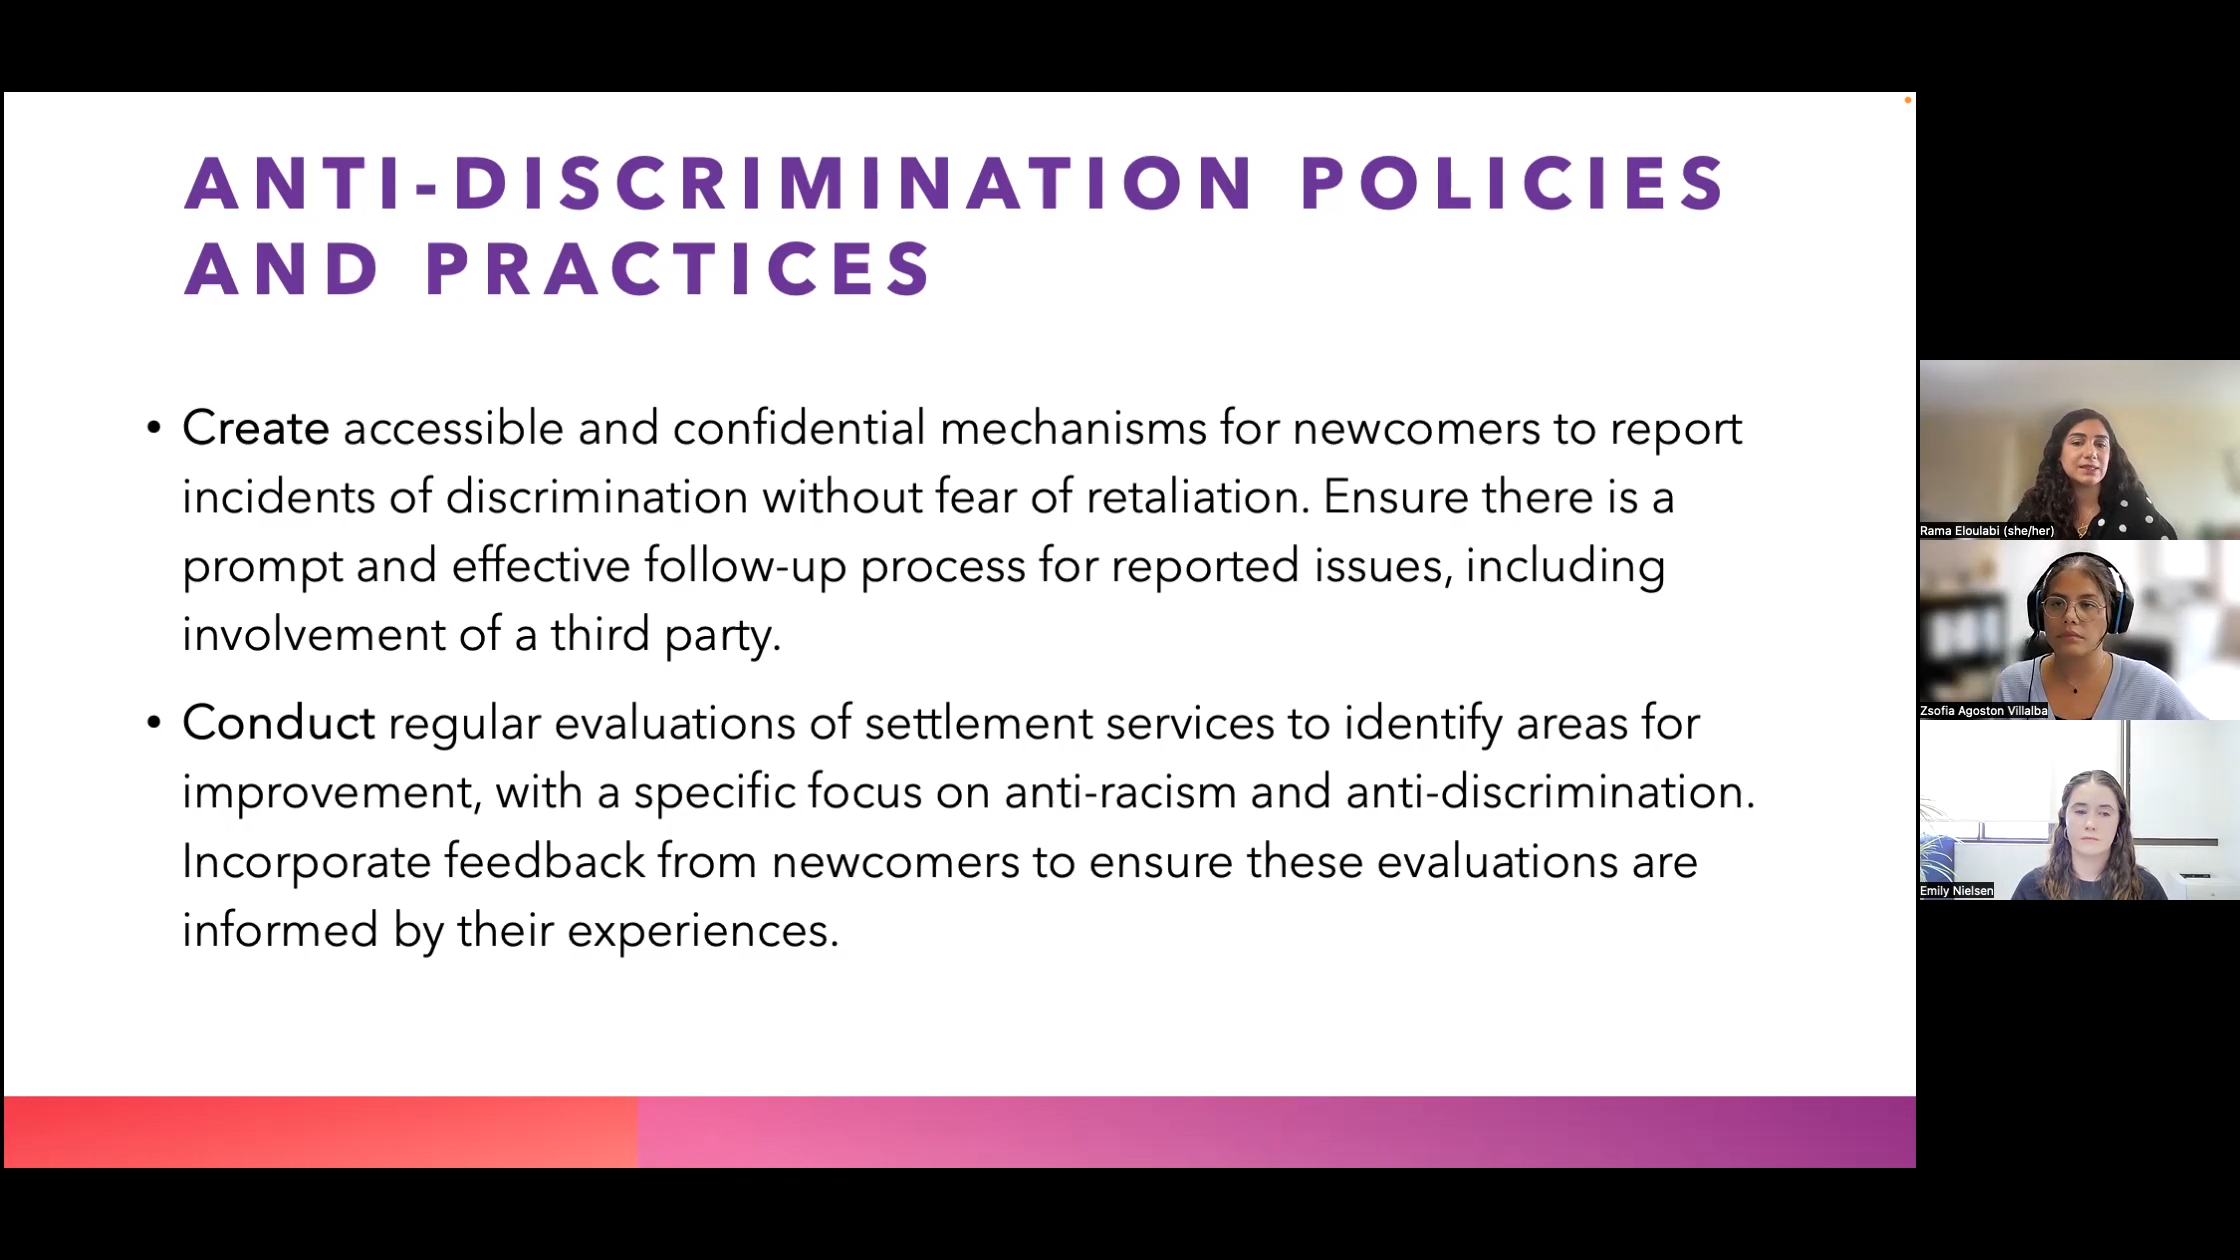 ANTI-DISCRIMINATION POLICIES
AND PRACTICES
• Create accessible and confidential mechanisms for newcomers to report
incidents of discrimination without fear of retaliation. Ensure there is a
prompt and effective follow-up process for reported issues, including
involvement of a third party.
• Conduct regular evaluations of settlement services to identify areas for
improvement, with a specific focus on anti-racism and anti-discrimination.
Incorporate feedback from newcomers to ensure these evaluations are
informed by their experiences.
Rama Eloulabi (she/her)
Zsofia Agoston Villalba
Emily Nielsen